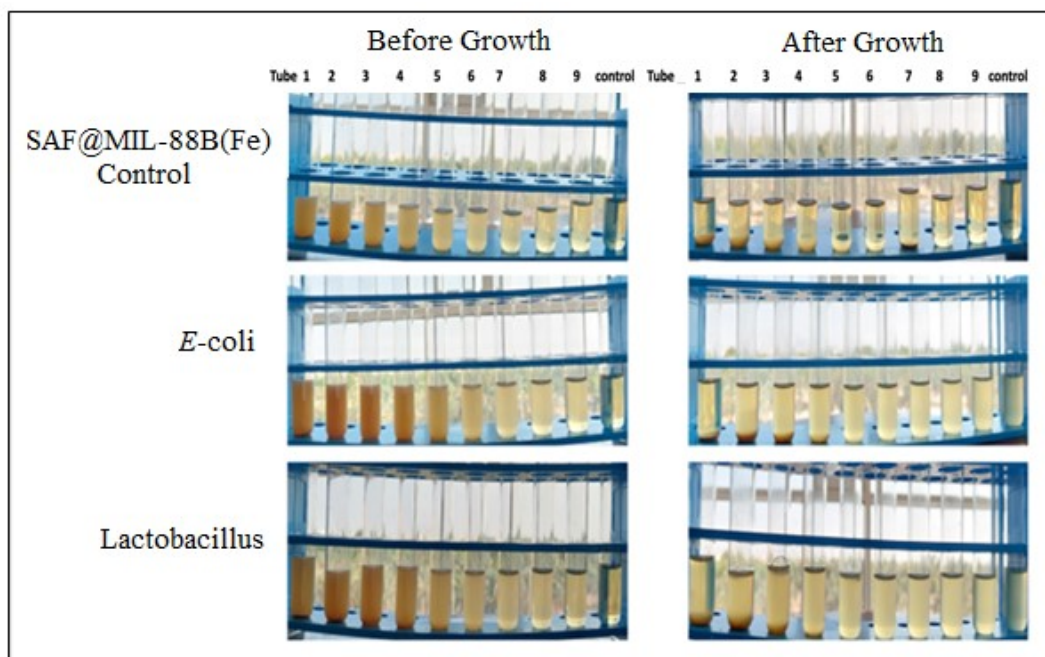 Before Growth
After Growth
Tube 1 2 3 4 5 6 7 8 9 control
Tube _ 1 2 3 4 5 6 7 8 9 control
SAF@MIL-88B(Fe)
Control
E-coli
Lactobacillus